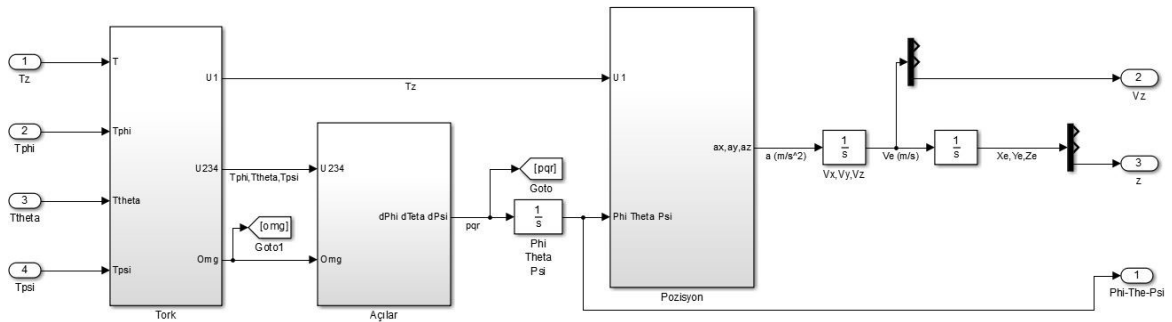 1
Tz
2
Tphi
3
Ttheta
4
Tpsi
T
Tphi
Ttheta
Tpsi
U1
U234
Omg
Tork
Tz
Tphi,Ttheta,Tpsi
[omg]
Goto1
U234
Omg
dPhi dTeta dPsi
Açılar
pqr
[pqr]
Goto
1
s
Phi
Theta
Psi
U1
Phi Theta Psi
ax,ay,az
Pozisyon
a (m/s^2)
1
s
Vx,Vy,Vz
Ve (m/s)
1
s
Xe,Ye,Ze
2
Vz
3
z
1
Phi-The-Psi